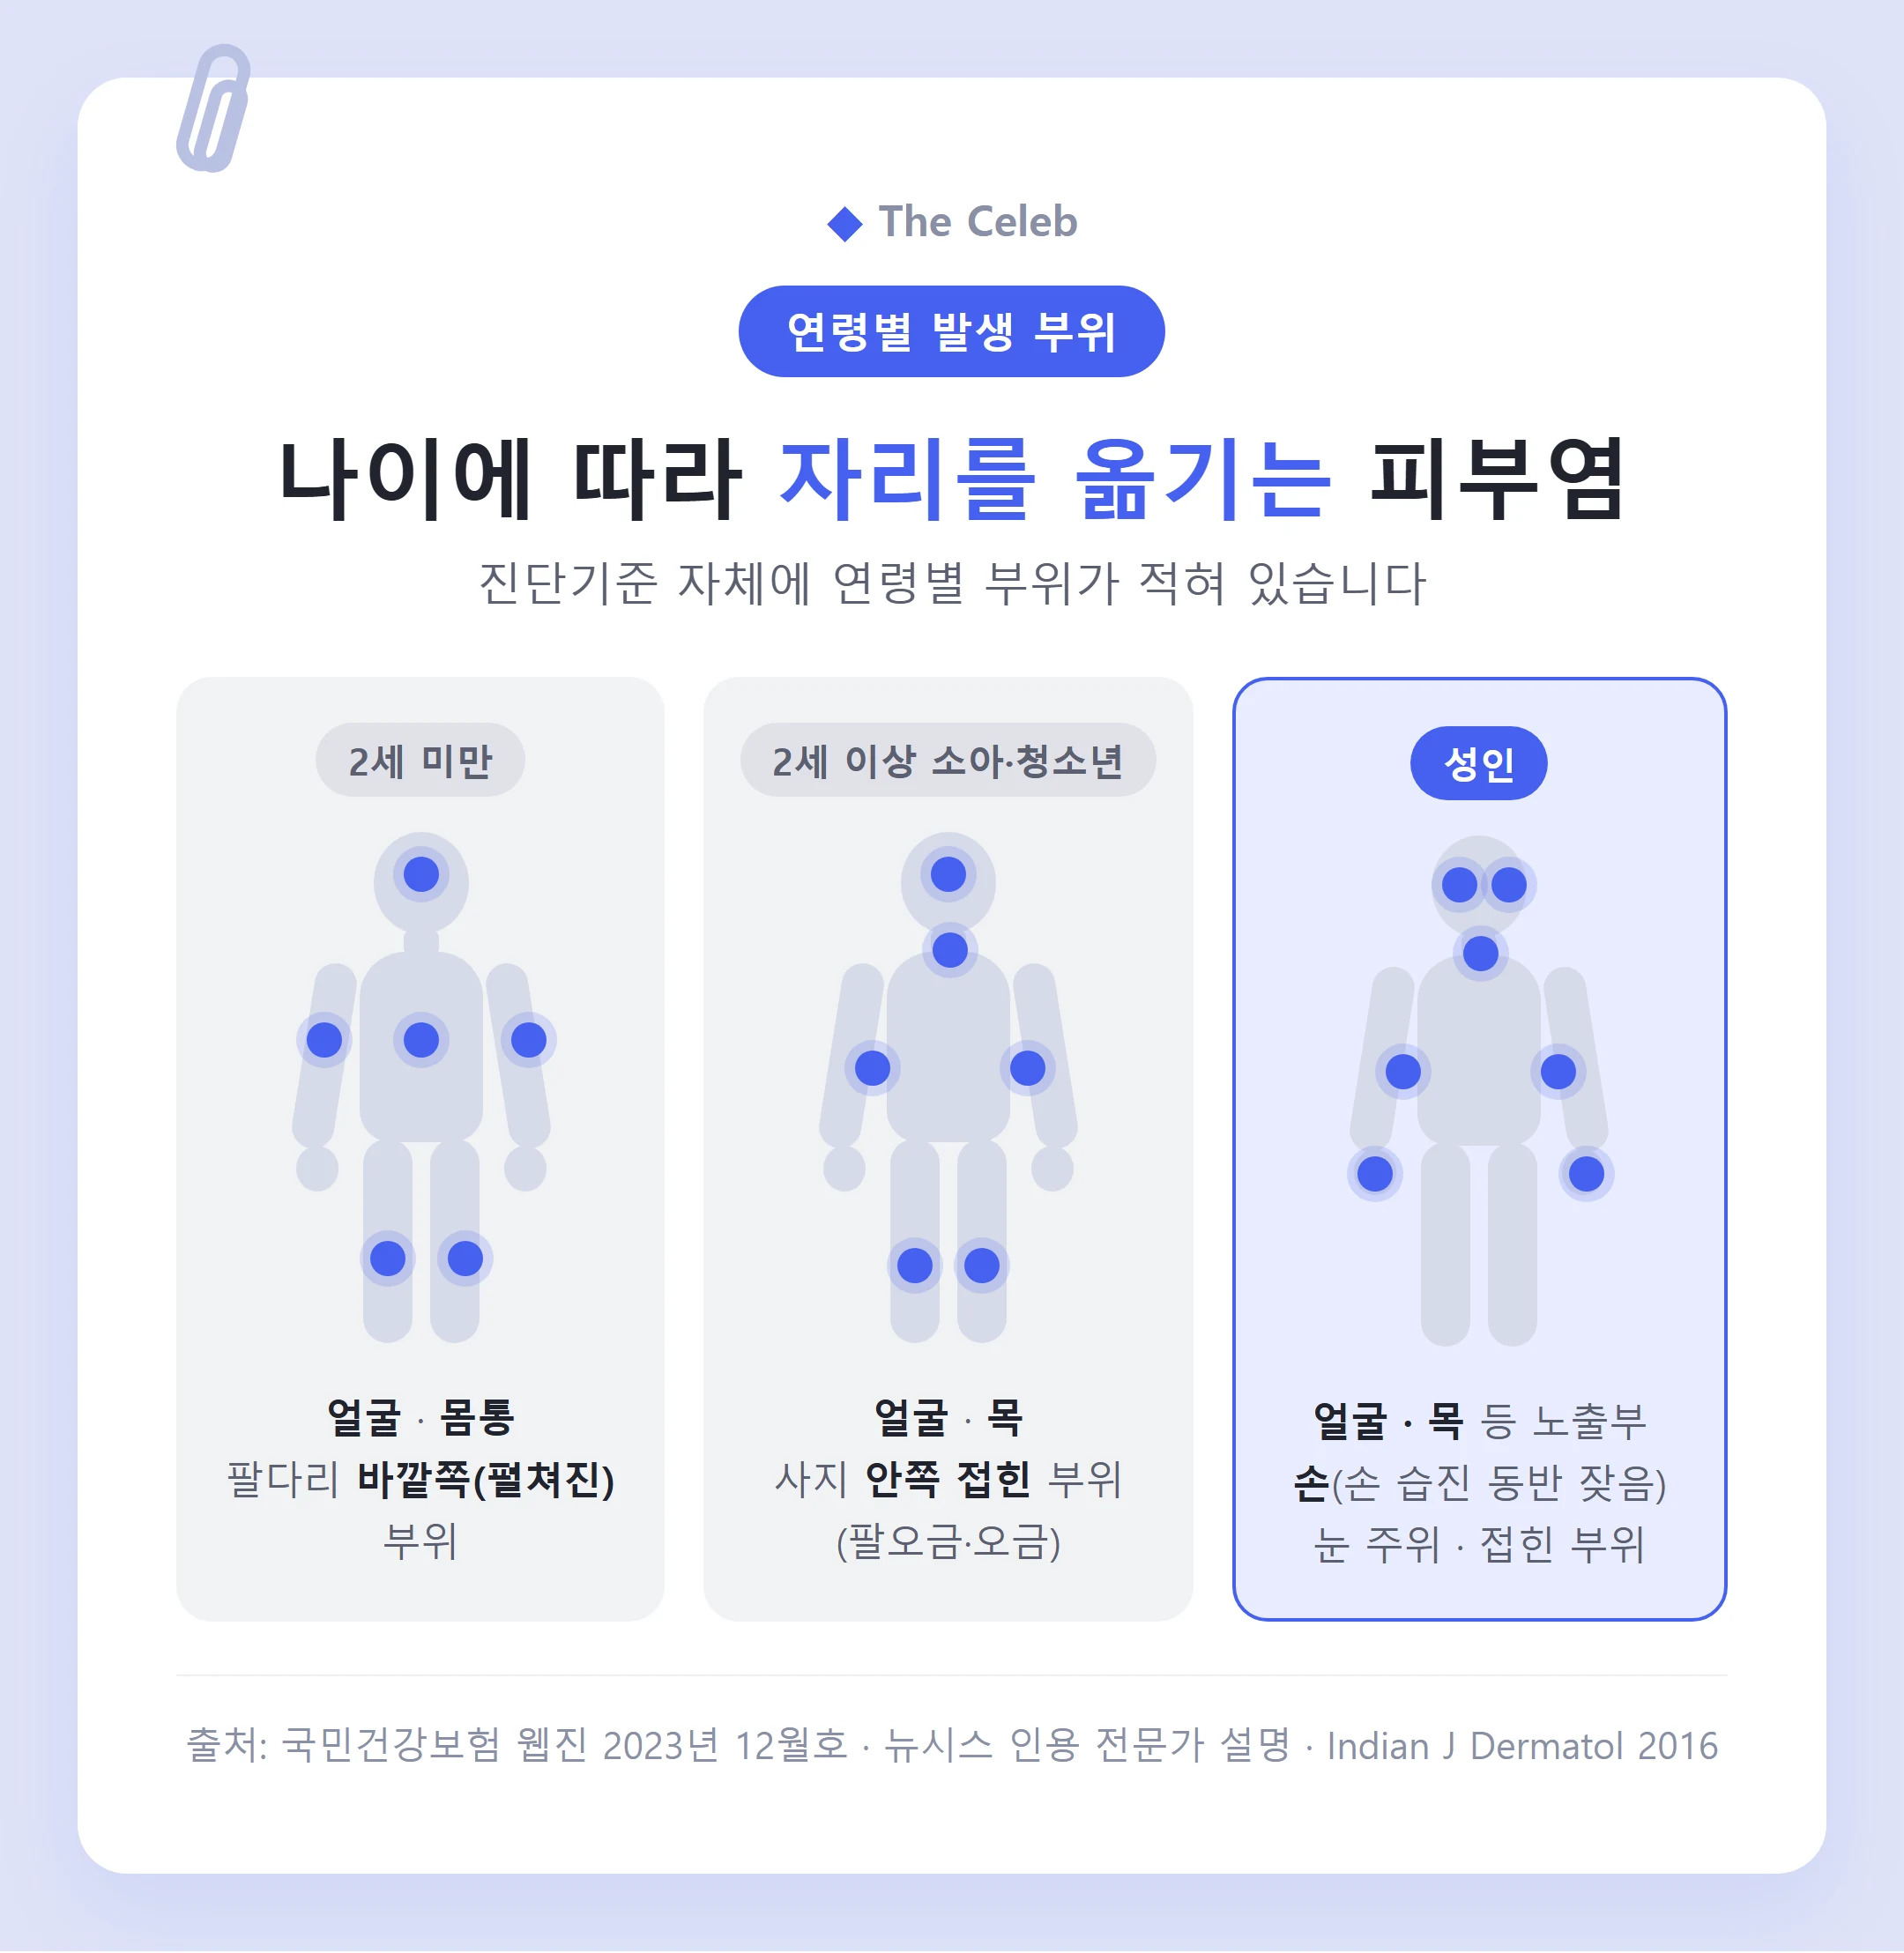 The Celeb
연령별 발생 부위
나이에 따라 자리를 옮기는 피부염
진단기준 자체에 연령별 부위가 적혀 있습니다
2세 미만
얼굴 · 몸통
팔다리 바깥쪽(펼쳐진)
부위
2세 이상 소아·청소년
얼굴 · 목
사지 안쪽 접힌 부위
(팔오금·오금)
성인
얼굴 · 목 등 노출부
손(손 습진 동반 잦음)
눈 주위 · 접힌 부위
출처: 국민건강보험 웹진 2023년 12월호 · 뉴시스 인용 전문가 설명 · Indian J Dermatol 2016